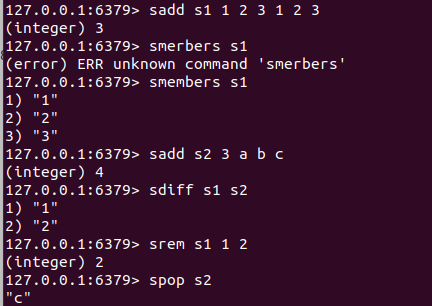 127.0.0.1:6379> sadd s1 1 2 3 1 2 3
(integer) 3
127.0.0.1:6379> smerbers s1
(error) ERR unknown command 'smerbers'
127.0.0.1:6379> smembers s1
1) "1"
2) "2"
3) "3"
127.0.0.1:6379> sadd s2 3 a b c
(integer) 4
127.0.0.1:6379> sdiff s1 s2
1) "1"
2) "2"
127.0.0.1:6379> srem s1 1 2
(integer) 2
127.0.0.1:6379> spop s2
"c"